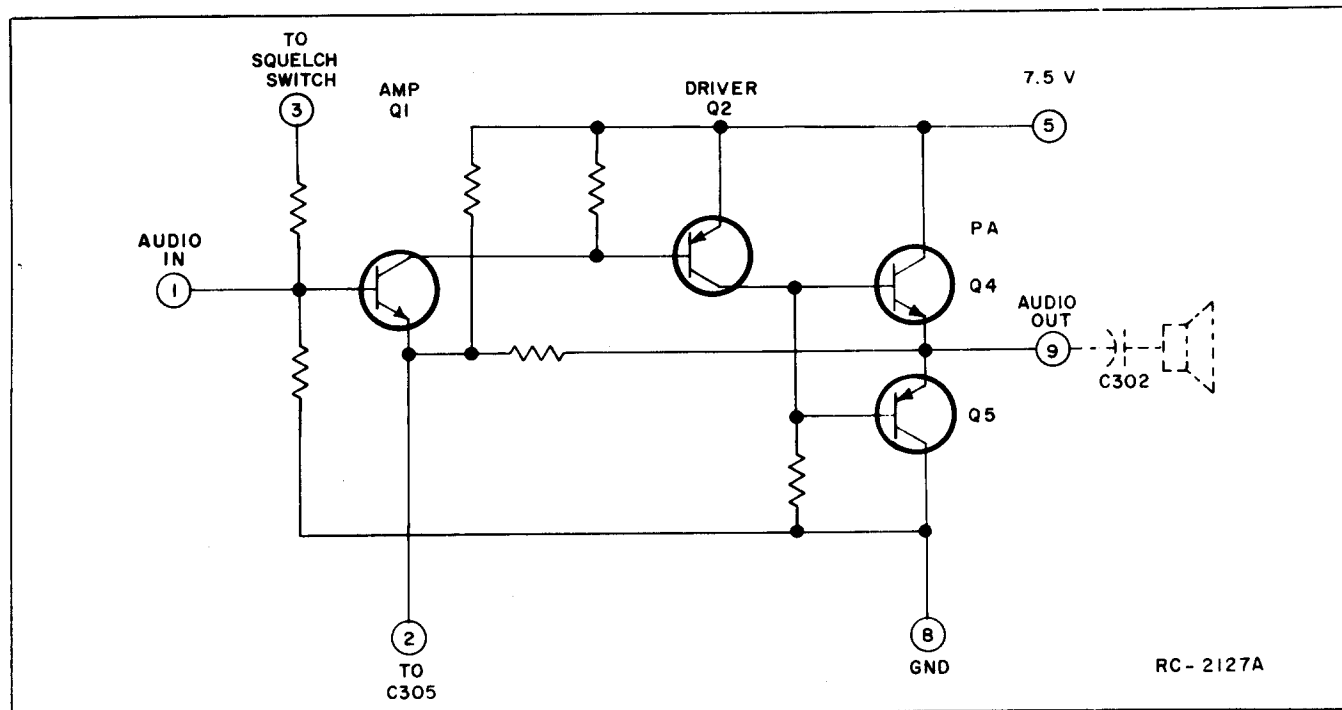 TO
SQUELCH
SWITCH
3
AMP
Q1
DRIVER
Q2
7.5 V
5
AUDIO
IN
1
PA
Q4
AUDIO
OUT
9
C302
Q5
2
TO
C305
8
GND
RC-2127A